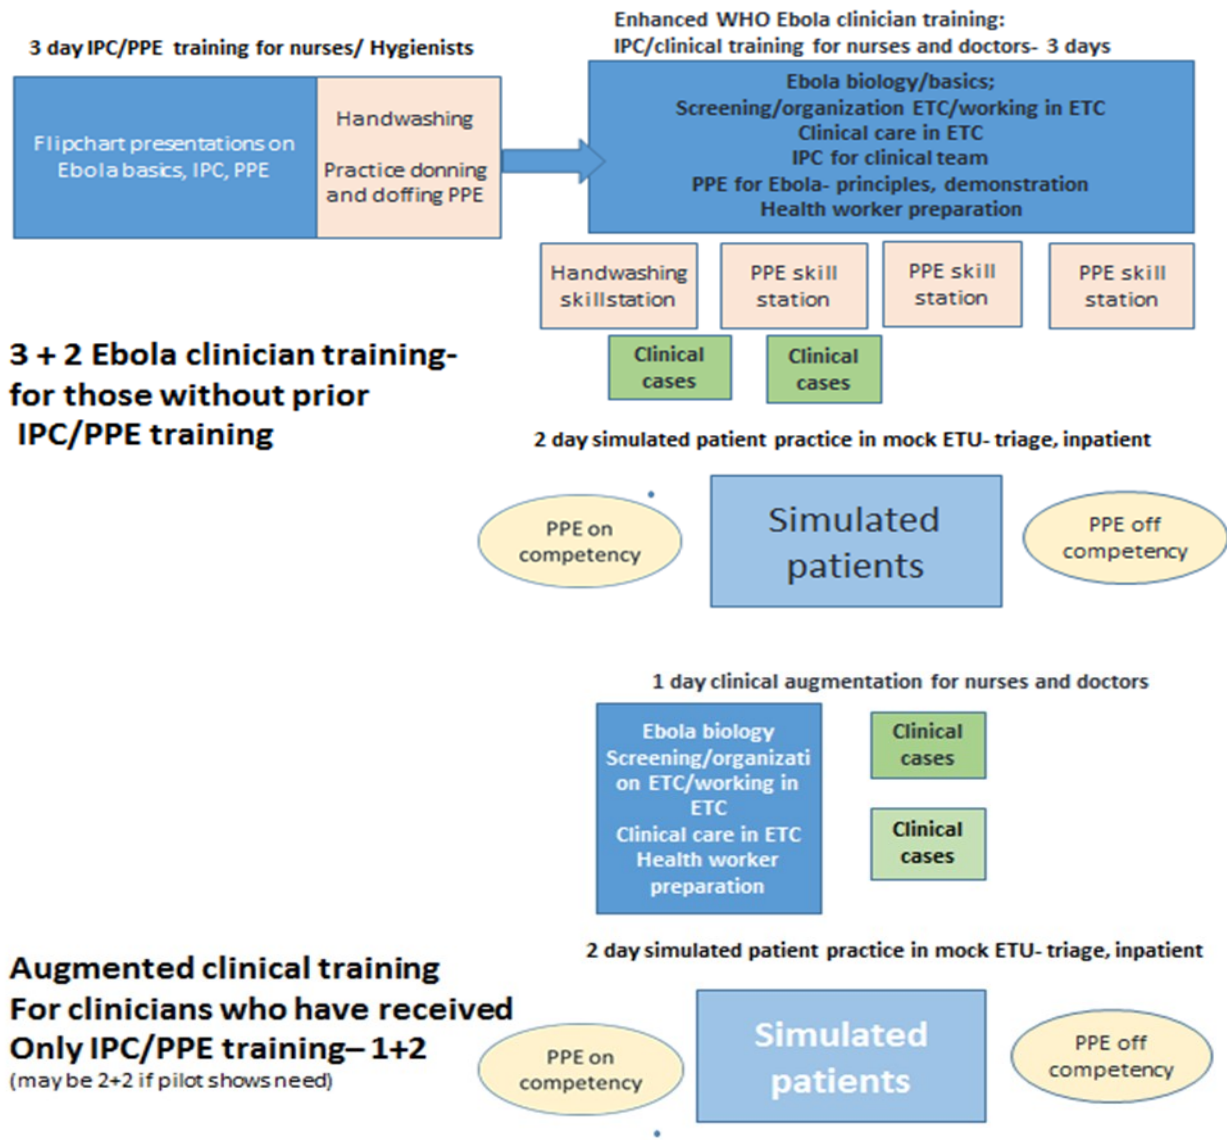 3 day IPC/PPE training for nurses/ Hygienists
Flipchart presentations on
Ebola basics, IPC, PPE
Handwashing
Practice donning
and doffing PPE
Enhanced WHO Ebola clinician training:
IPC/clinical training for nurses and doctors- 3 days
Ebola biology/basics;
Screening/organization ETC/working in ETC
Clinical care in ETC
IPC for clinical team
PPE for Ebola- principles, demonstration
Health worker preparation
Handwashing
skillstation
PPE skill
station
PPE skill
station
PPE skill
station
Clinical
cases
Clinical
cases
3 + 2 Ebola clinician training-
for those without prior
IPC/PPE training
2 day simulated patient practice in mock ETU- triage, inpatient
PPE on
competency
Simulated
patients
PPE off
competency
1 day clinical augmentation for nurses and doctors
Ebola biology
Screening/organizati
on ETC/working in
ETC
Clinical care in ETC
Health worker
preparation
Clinical
cases
Clinical
cases
Augmented clinical training
For clinicians who have received
Only IPC/PPE training– 1+2
(may be 2+2 if pilot shows need)
2 day simulated patient practice in mock ETU- triage, inpatient
PPE on
competency
Simulated
patients
PPE off
competency